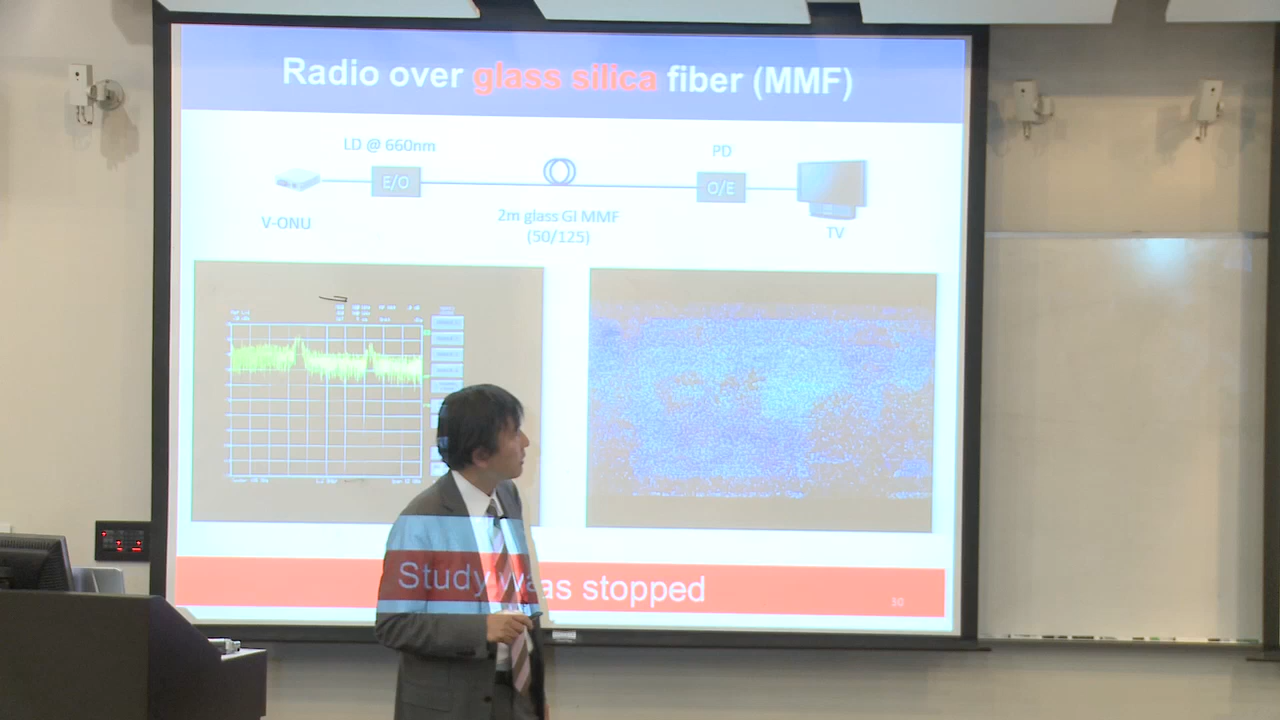 Radio over glass silica fiber (MMF)
LD @ 660nm
PD
E/O
O/E
V-ONU
2m glass GI MMF
(50/125)
TV
Study was stopped
30